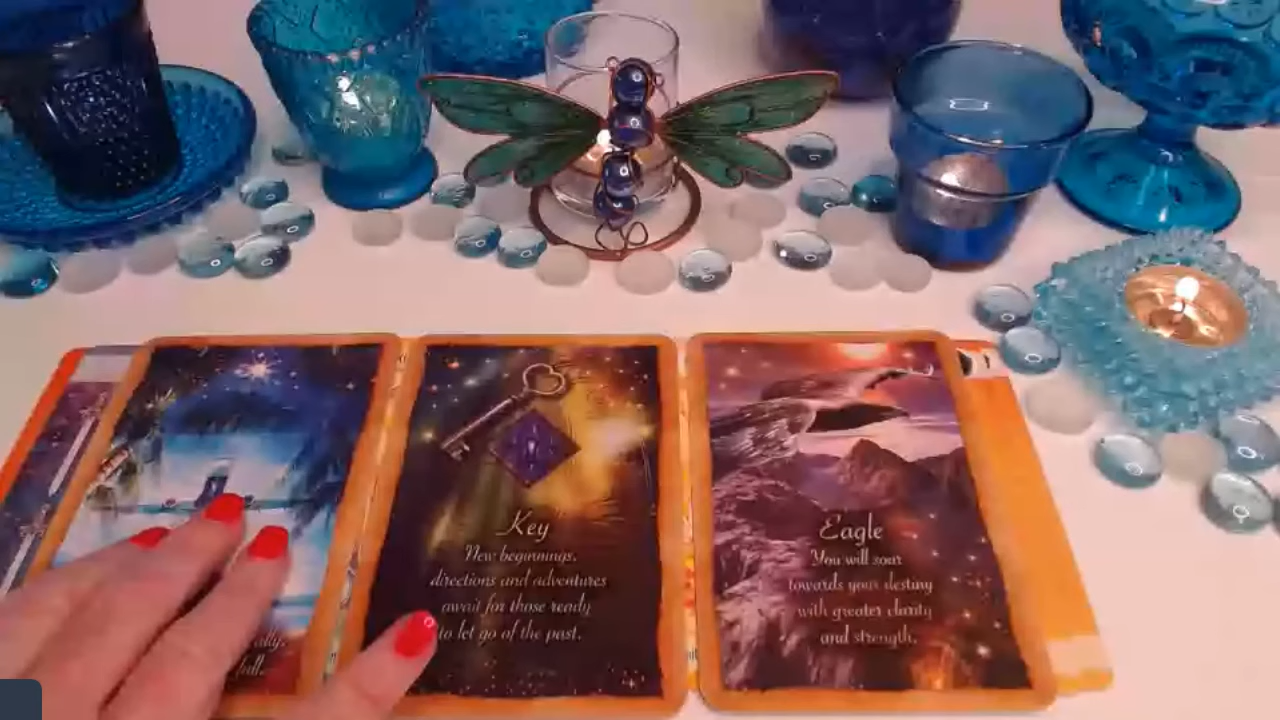 Key
New beginnings,
directions and adventures
await for those ready
to let go of the past.
Eagle
You will soar
towards your destiny
with greater clarity
and strength.